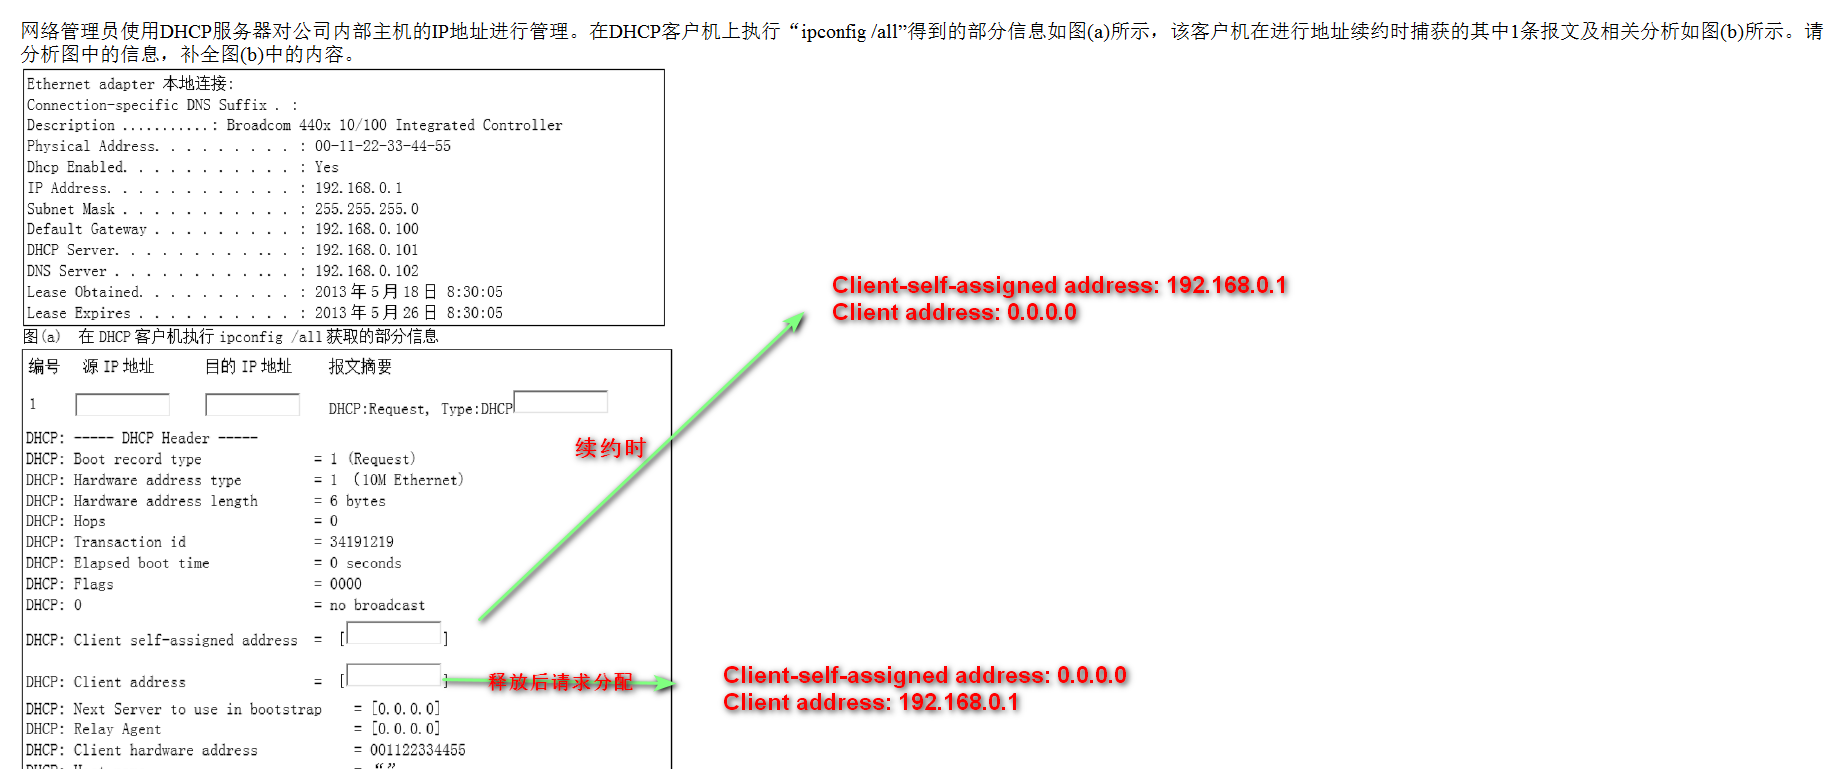 网络管理员使用DHCP服务器对公司内部主机的IP地址进行管理。在DHCP客户机上执行“ipconfig /all”得到的部分信息如图(a)所示，该客户机在进行地址续约时捕获的其中1条报文及相关分析如图(b)所示。请
分析图中的信息，补全图(b)中的内容。
Ethernet adapter 本地连接:
Connection-specific DNS Suffix . :
Description ...........: Broadcom 440x 10/100 Integrated Controller
Physical Address. . . . . . . . . : 00-11-22-33-44-55
Dhcp Enabled. . . . . . . . . . . : Yes
IP Address. . . . . . . . . . . . : 192.168.0.1
Subnet Mask . . . . . . . . . . . : 255.255.255.0
Default Gateway . . . . . . . . . : 192.168.0.100
DHCP Server. . . . . . . . . .. . : 192.168.0.101
DNS Server . . . . . . . . . .. . : 192.168.0.102
Lease Obtained. . . . . . . . . . : 2013 年 5 月 18 日 8:30:05
Lease Expires . . . . . . . . . . : 2013 年 5 月 26 日 8:30:05
图(a) 在 DHCP 客户机执行 ipconfig /all 获取的部分信息
Client-self-assigned address: 192.168.0.1
Client address: 0.0.0.0
编号 源 IP 地址 目的 IP 地址 报文摘要
1 DHCP:Request, Type:DHCP
续约时
DHCP: ----- DHCP Header -----
DHCP: Boot record type = 1 (Request)
DHCP: Hardware address type = 1 (10M Ethernet)
DHCP: Hardware address length = 6 bytes
DHCP: Hops = 0
DHCP: Transaction id = 34191219
DHCP: Elapsed boot time = 0 seconds
DHCP: Flags = 0000
DHCP: 0 = no broadcast
DHCP: Client self-assigned address = [ ]
DHCP: Client address = [ ]
释放后请求分配
Client-self-assigned address: 0.0.0.0
Client address: 192.168.0.1
DHCP: Next Server to use in bootstrap = [0.0.0.0]
DHCP: Relay Agent = [0.0.0.0]
DHCP: Client hardware address = 001122334455